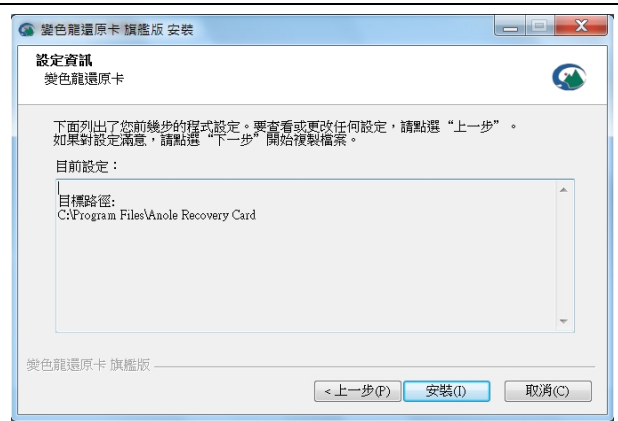 變色龍還原卡 旗艦版 安裝
設定資訊
變色龍還原卡
下面列出了您前幾步的程式設定。要查看或更改任何設定，請點選“上一步”。
如果對設定滿意，請點選“下一步”開始複製檔案。
目前設定：
目標路徑:
C:\Program Files\Anole Recovery Card
變色龍還原卡 旗艦版
<上一步(P) 安裝(I) 取消(C)